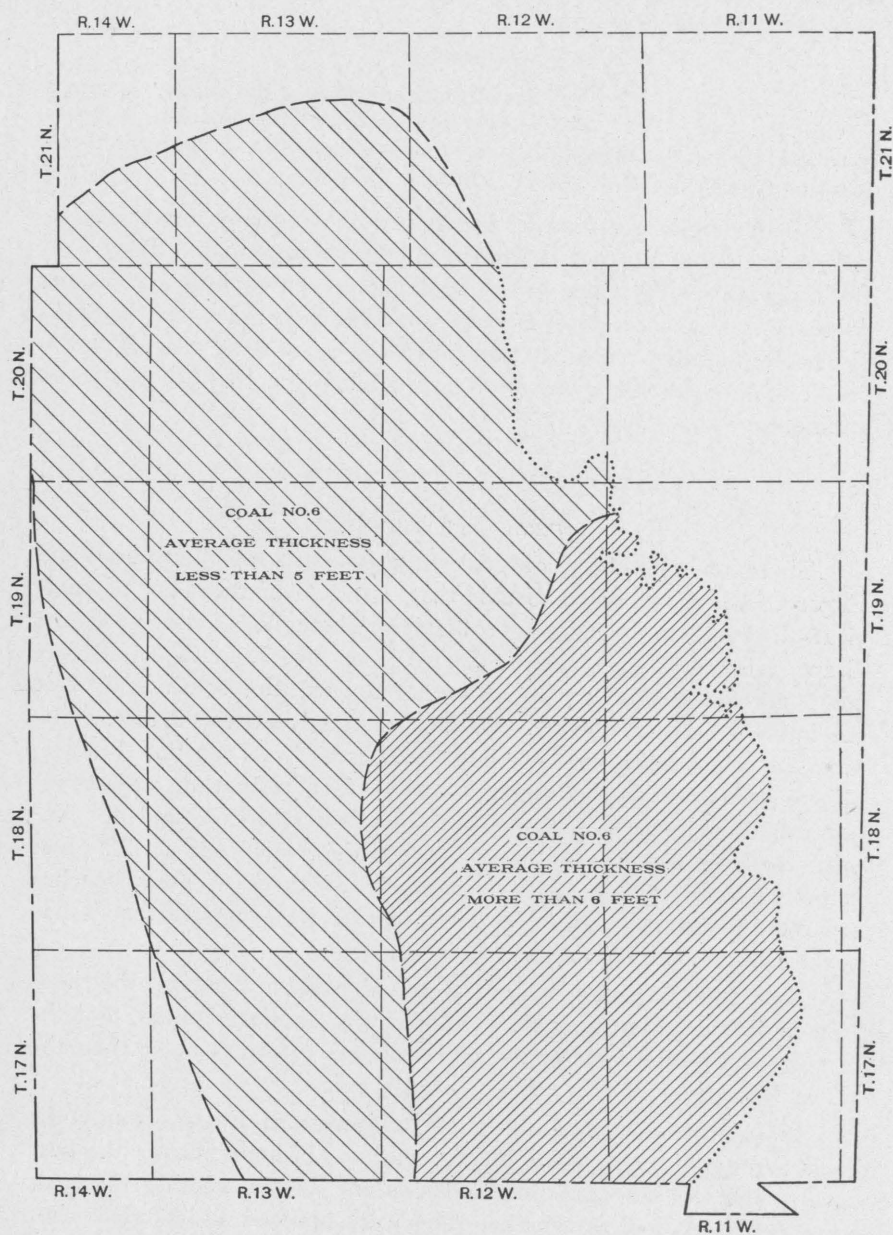 R.14 W.
R.13 W.
R.12 W.
R.11 W.
T.21 N.
T.21 N.
T.20 N.
T.20 N.
COAL NO.6
AVERAGE THICKNESS
LESS THAN 5 FEET
T.19 N.
T.19 N.
COAL NO.6
AVERAGE THICKNESS
MORE THAN 6 FEET
T.18 N.
T.18 N.
T.17 N.
T.17 N.
R.14 W.
R.13 W.
R.12 W.
R.11 W.